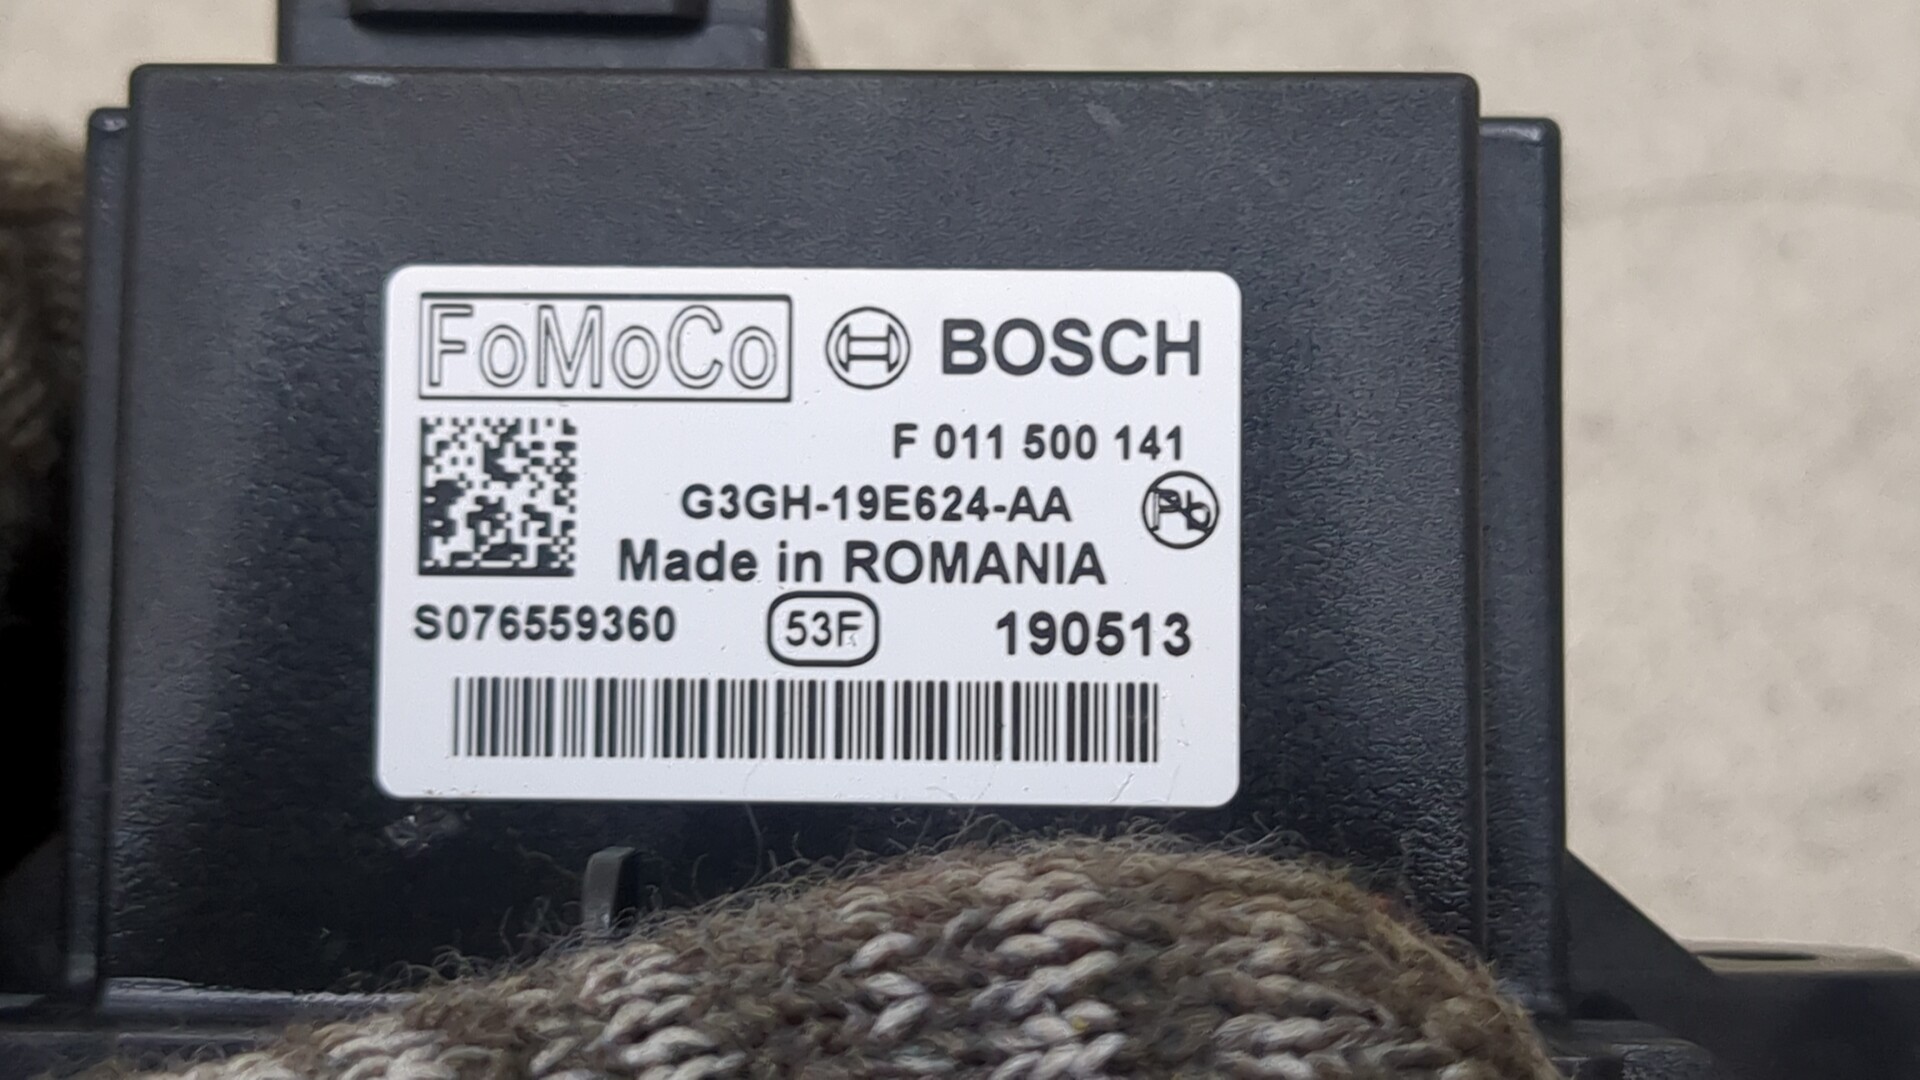 FoMoCo BOSCH
F 011 500 141
G3GH-19E624-AA Pb
Made in ROMANIA
S076559360 53F 190513